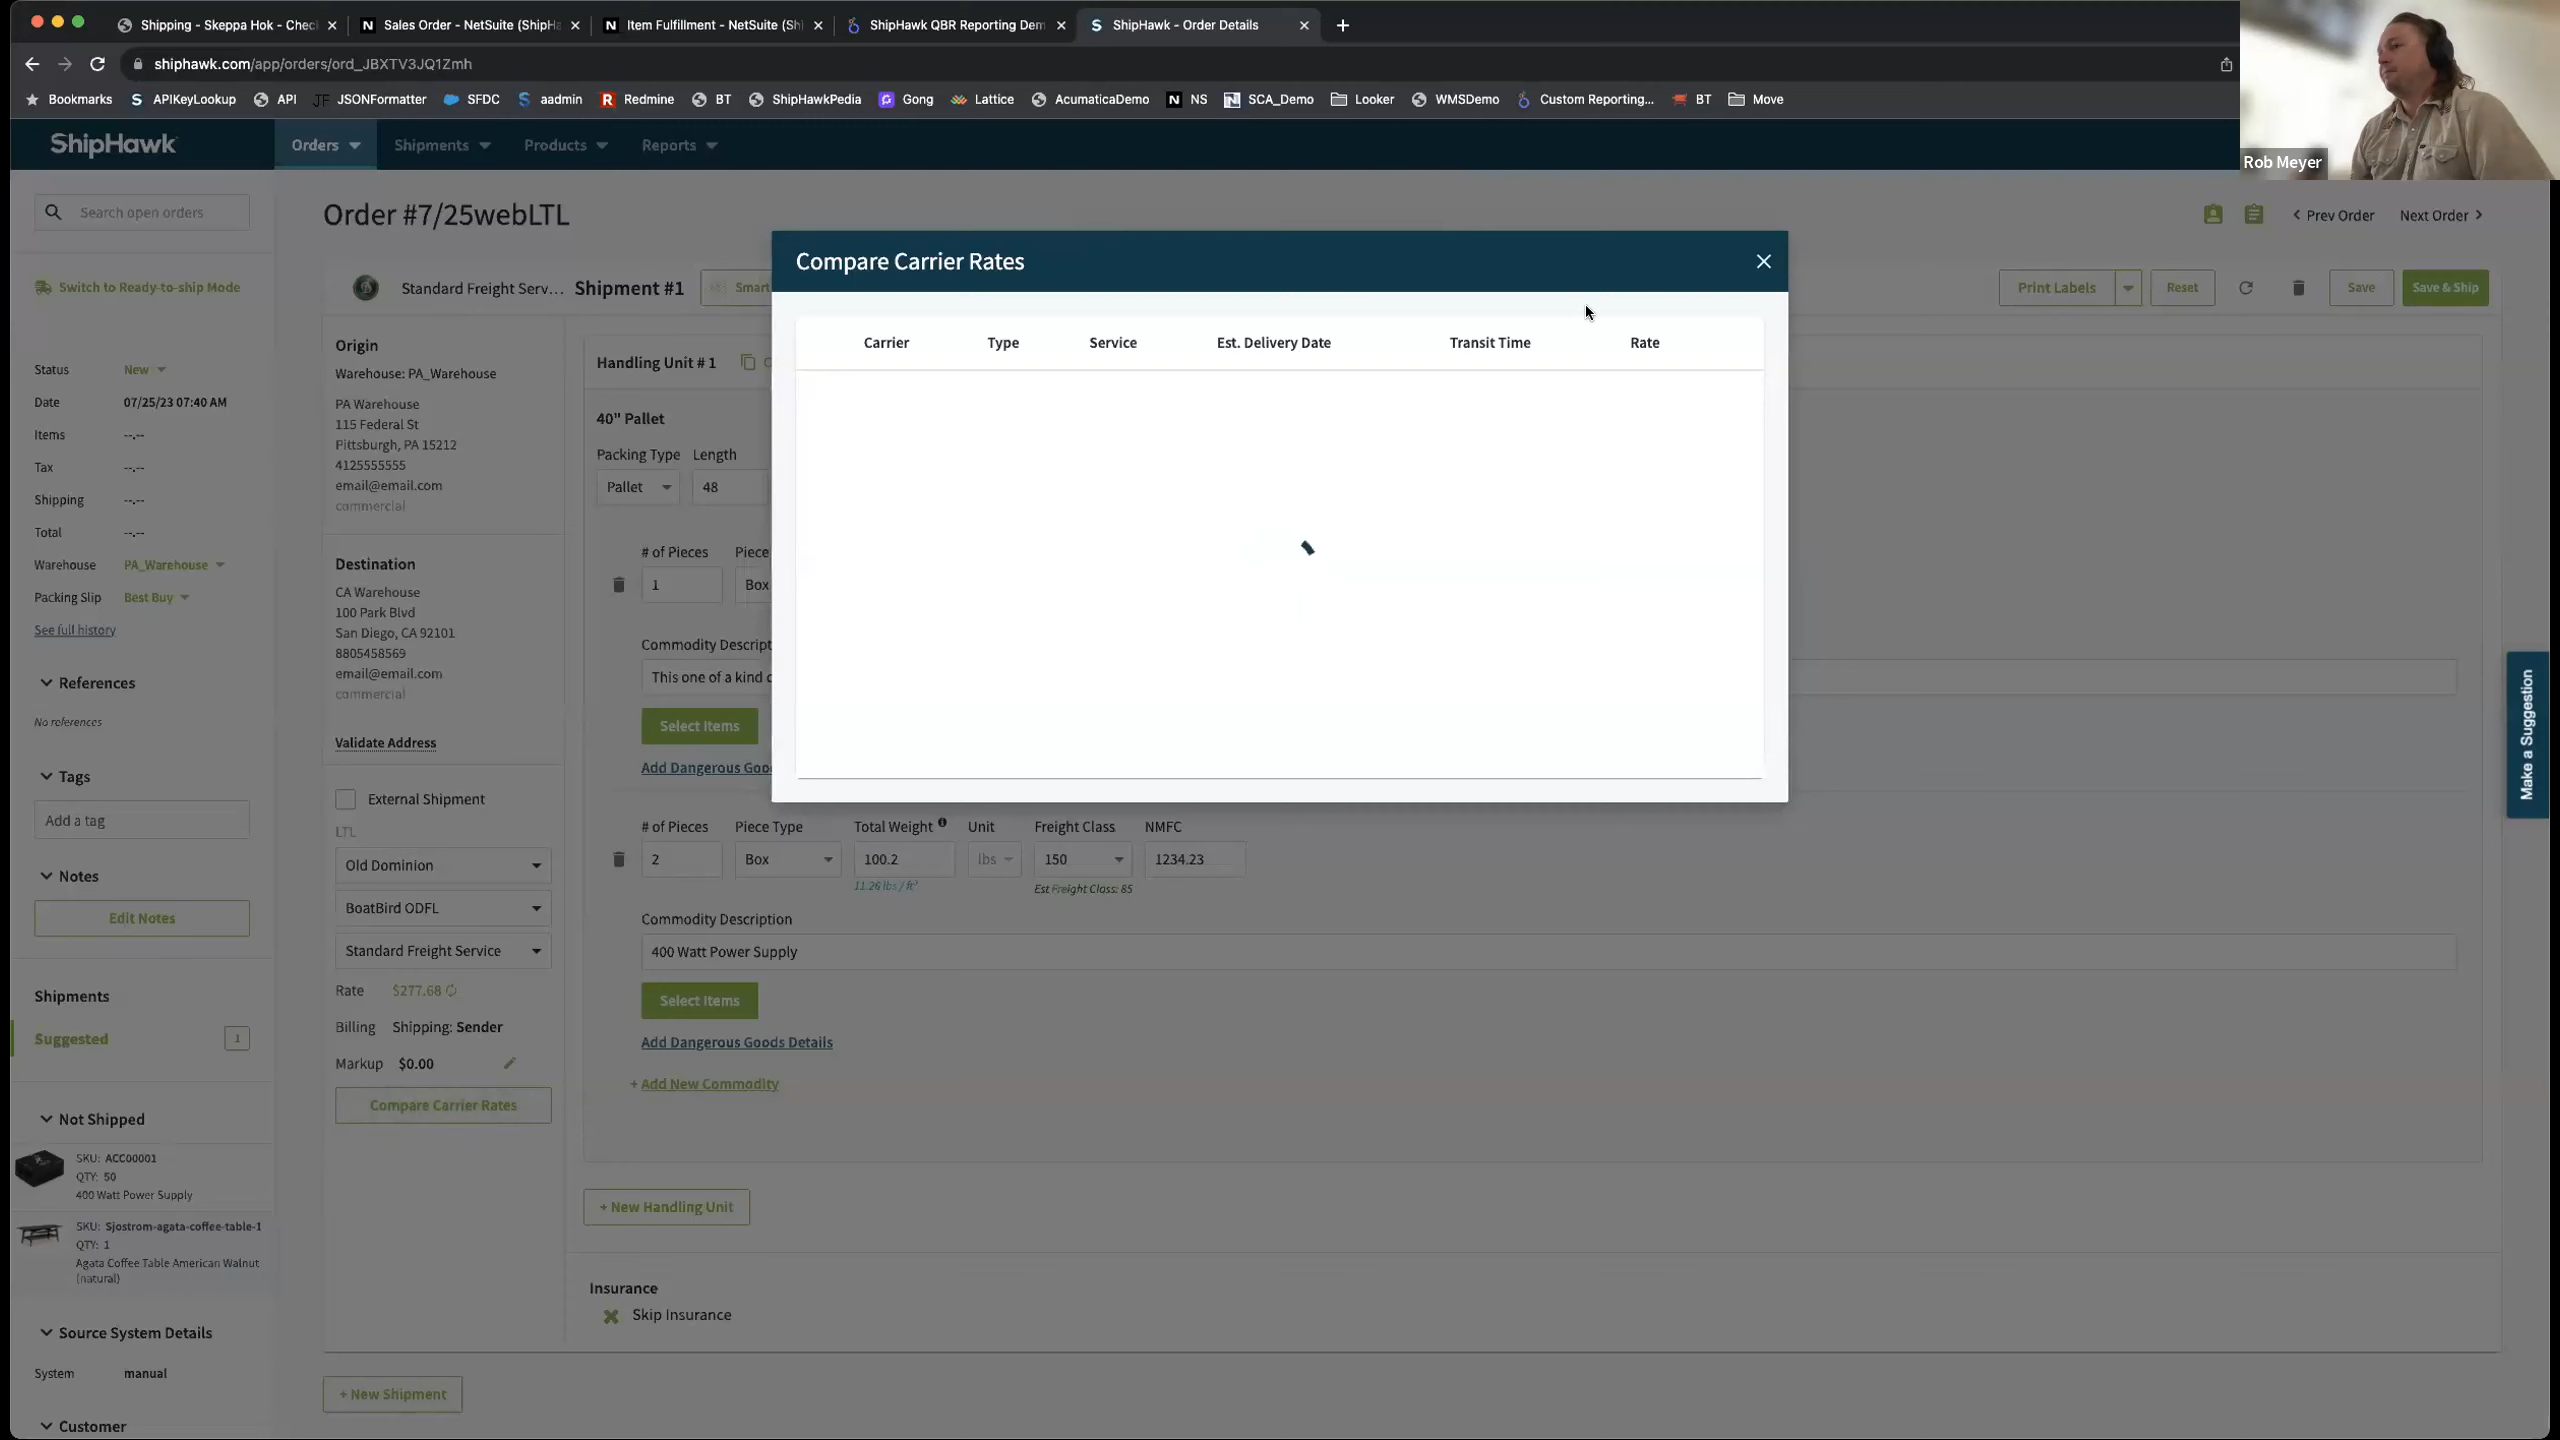 Shipping - Skeppa Hok - Chec
Sales Order - NetSuite (ShipHa
Item Fulfillment - NetSuite (Shi
ShipHawk QBR Reporting Dem
ShipHawk - Order Details
shiphawk.com/app/orders/ord_JBXTV3JQ1Zmh
Bookmarks
APIKeyLookup
API
JSONFormatter
SFDC
aadmin
Redmine
BT
ShipHawkPedia
Gong
Lattice
AcumaticaDemo
NS
SCA_Demo
Looker
WMSDemo
Custom Reporting...
BT
Move
Rob Meyer
ShipHawk
Orders
Shipments
Products
Reports
Search open orders
Order #7/25webLTL
Prev Order
Next Order
Switch to Ready-to-ship Mode
Standard Freight Serv...
Shipment #1
Smart
Print Labels
Reset
Save
Save & Ship
Compare Carrier Rates
Carrier
Type
Service
Est. Delivery Date
Transit Time
Rate
Status New
Date 07/25/23 07:40 AM
Items --.--
Tax --.--
Shipping --.--
Total --.--
Warehouse PA_Warehouse
Packing Slip Best Buy
See full history
References
No references
Tags
Add a tag
Notes
Edit Notes
Shipments
Suggested 1
Not Shipped
SKU: ACC00001
QTY: 50
400 Watt Power Supply
SKU: Sjostrom-agata-coffee-table-1
QTY: 1
Agata Coffee Table American Walnut
(natural)
Source System Details
System manual
Customer
Origin
Warehouse: PA_Warehouse
PA Warehouse
115 Federal St
Pittsburgh, PA 15212
4125555555
email@email.com
commercial
Destination
CA Warehouse
100 Park Blvd
San Diego, CA 92101
8805458569
email@email.com
commercial
Validate Address
External Shipment
LTL
Old Dominion
BoatBird ODFL
Standard Freight Service
Rate $277.68
Billing Shipping: Sender
Markup $0.00
Compare Carrier Rates
Handling Unit # 1
40" Pallet
Packing Type Length
Pallet 48
# of Pieces Piece
1 Box
Commodity Descript
This one of a kind
Select Items
Add Dangerous Goo
# of Pieces Piece Type Total Weight Unit Freight Class NMFC
2 Box 100.2 lbs 150 1234.23
11.26 lbs / ft³
Est Freight Class: 85
Commodity Description
400 Watt Power Supply
Select Items
Add Dangerous Goods Details
+ Add New Commodity
+ New Handling Unit
Insurance
Skip Insurance
+ New Shipment
Make a Suggestion